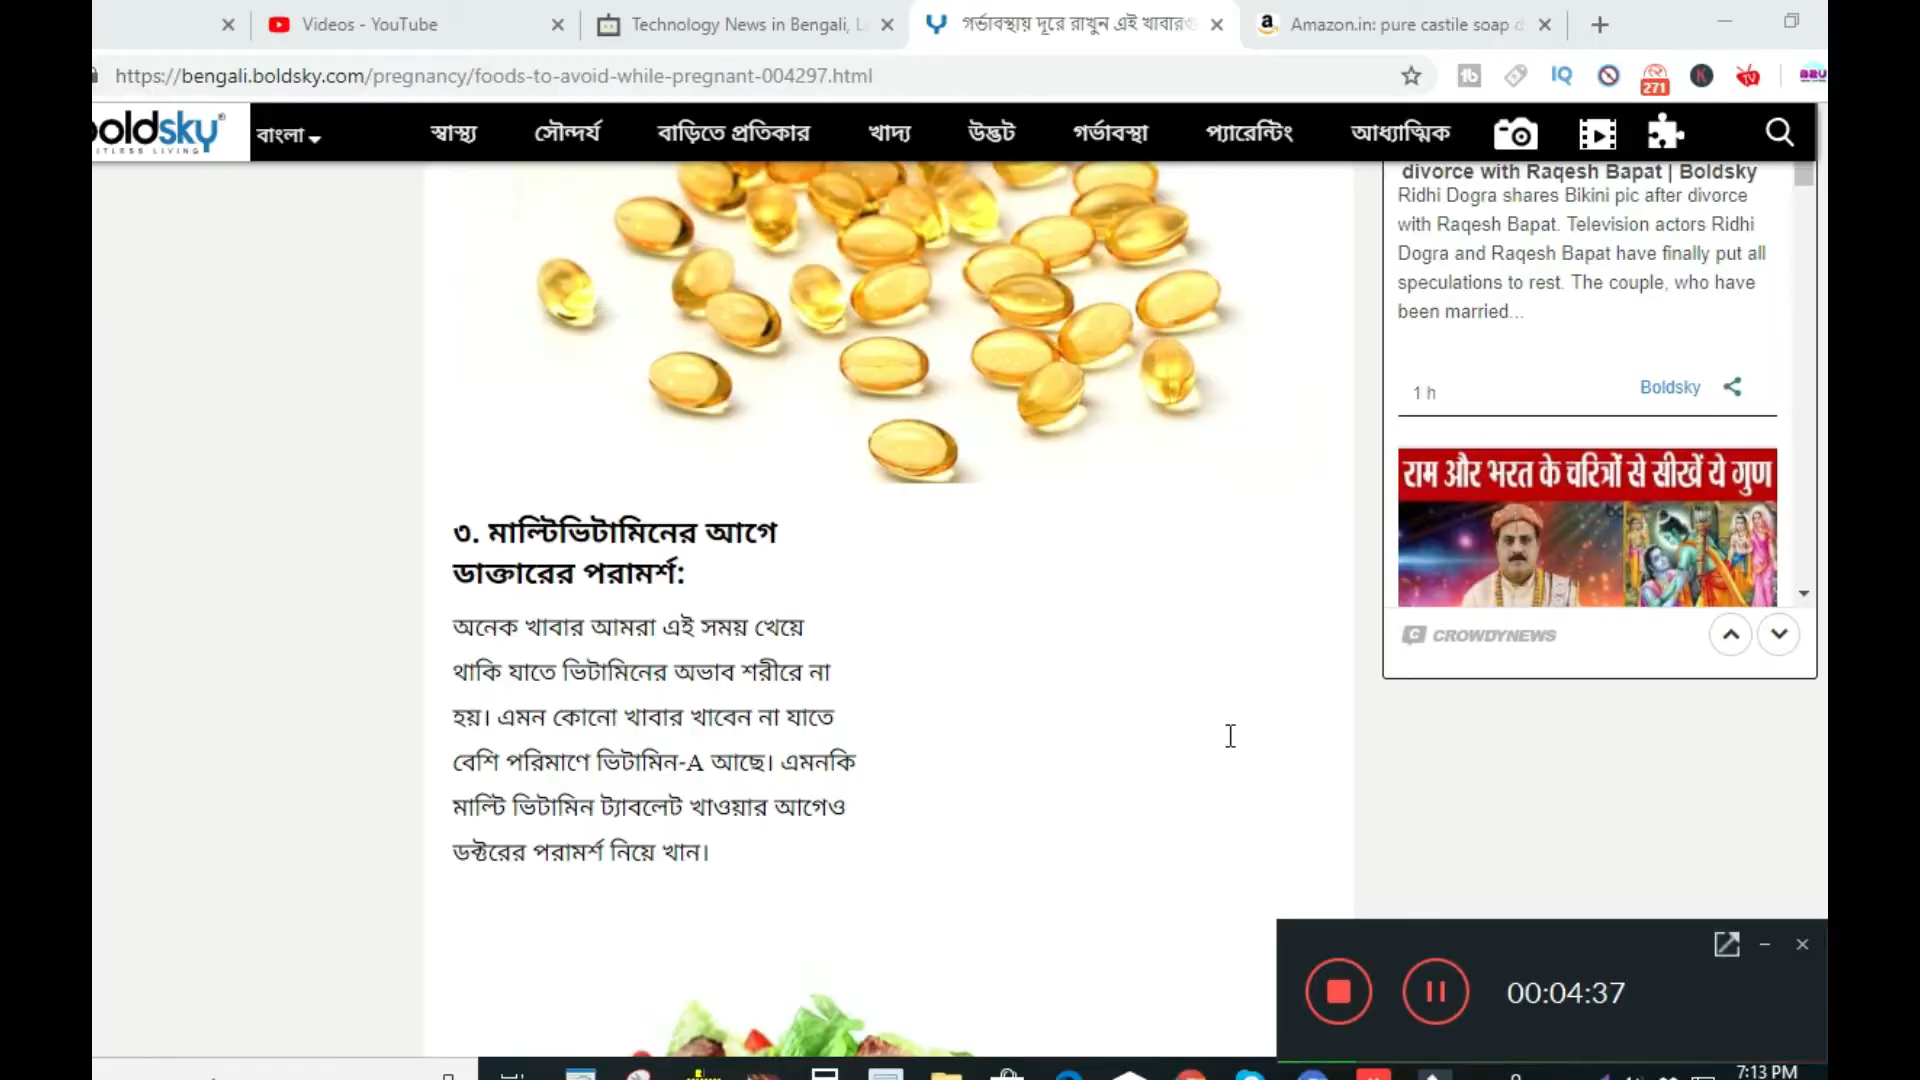 Videos - YouTube
Technology News in Bengali, L
গর্ভাবস্থায় দূরে রাখুন এই খাবারগু
Amazon.in: pure castile soap d
https://bengali.boldsky.com/pregnancy/foods-to-avoid-while-pregnant-004297.html
IQ
271
K
TV
oldsky
বাংলা
স্বাস্থ্য
সৌন্দর্য
বাড়িতে প্রতিকার
খাদ্য
উদ্ভট
গর্ভাবস্থা
প্যারেন্টিং
আধ্যাত্মিক
divorce with Raqesh Bapat | Boldsky
Ridhi Dogra shares Bikini pic after divorce
with Raqesh Bapat. Television actors Ridhi
Dogra and Raqesh Bapat have finally put all
speculations to rest. The couple, who have
been married...
1 h
Boldsky
राम और भरत के चरित्रों से सीखें ये गुण
CROWDYNEWS
৩. মাল্টিভিটামিনের আগে
ডাক্তারের পরামর্শ:
অনেক খাবার আমরা এই সময় খেয়ে
থাকি যাতে ভিটামিনের অভাব শরীরে না
হয়। এমন কোনো খাবার খাবেন না যাতে
বেশি পরিমাণে ভিটামিন-A আছে। এমনকি
মাল্টি ভিটামিন ট্যাবলেট খাওয়ার আগেও
ডক্টরের পরামর্শ নিয়ে খান।
00:04:37
7:13 PM